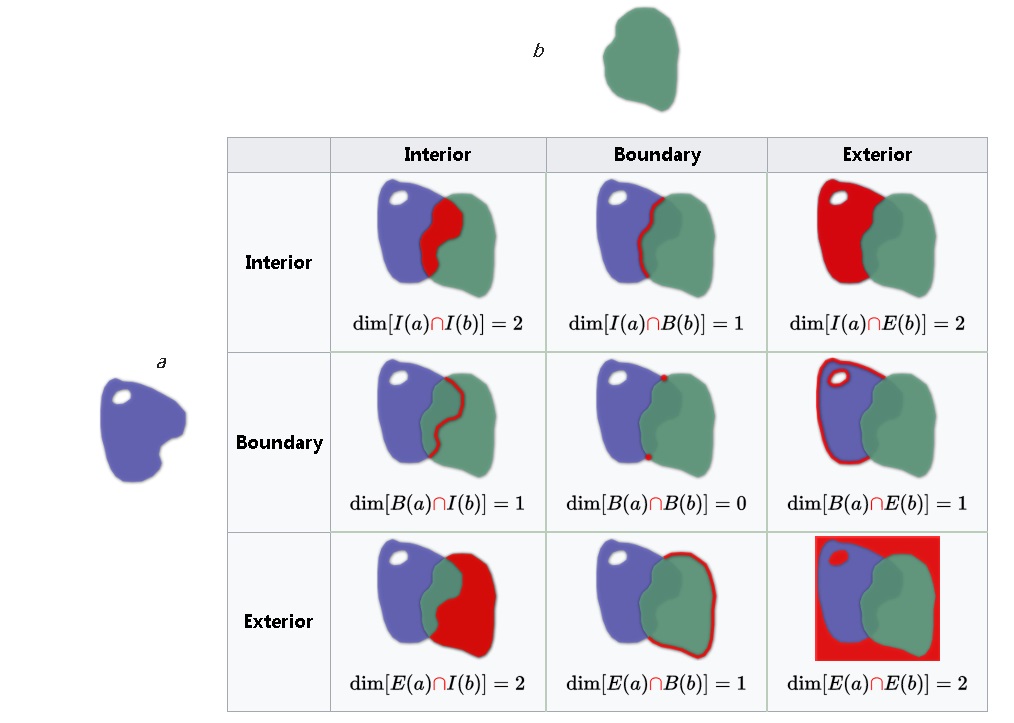 b
Interior Boundary Exterior
Interior
dim[I(a)∩I(b)] = 2 dim[I(a)∩B(b)] = 1 dim[I(a)∩E(b)] = 2
a
Boundary
dim[B(a)∩I(b)] = 1 dim[B(a)∩B(b)] = 0 dim[B(a)∩E(b)] = 1
Exterior
dim[E(a)∩I(b)] = 2 dim[E(a)∩B(b)] = 1 dim[E(a)∩E(b)] = 2